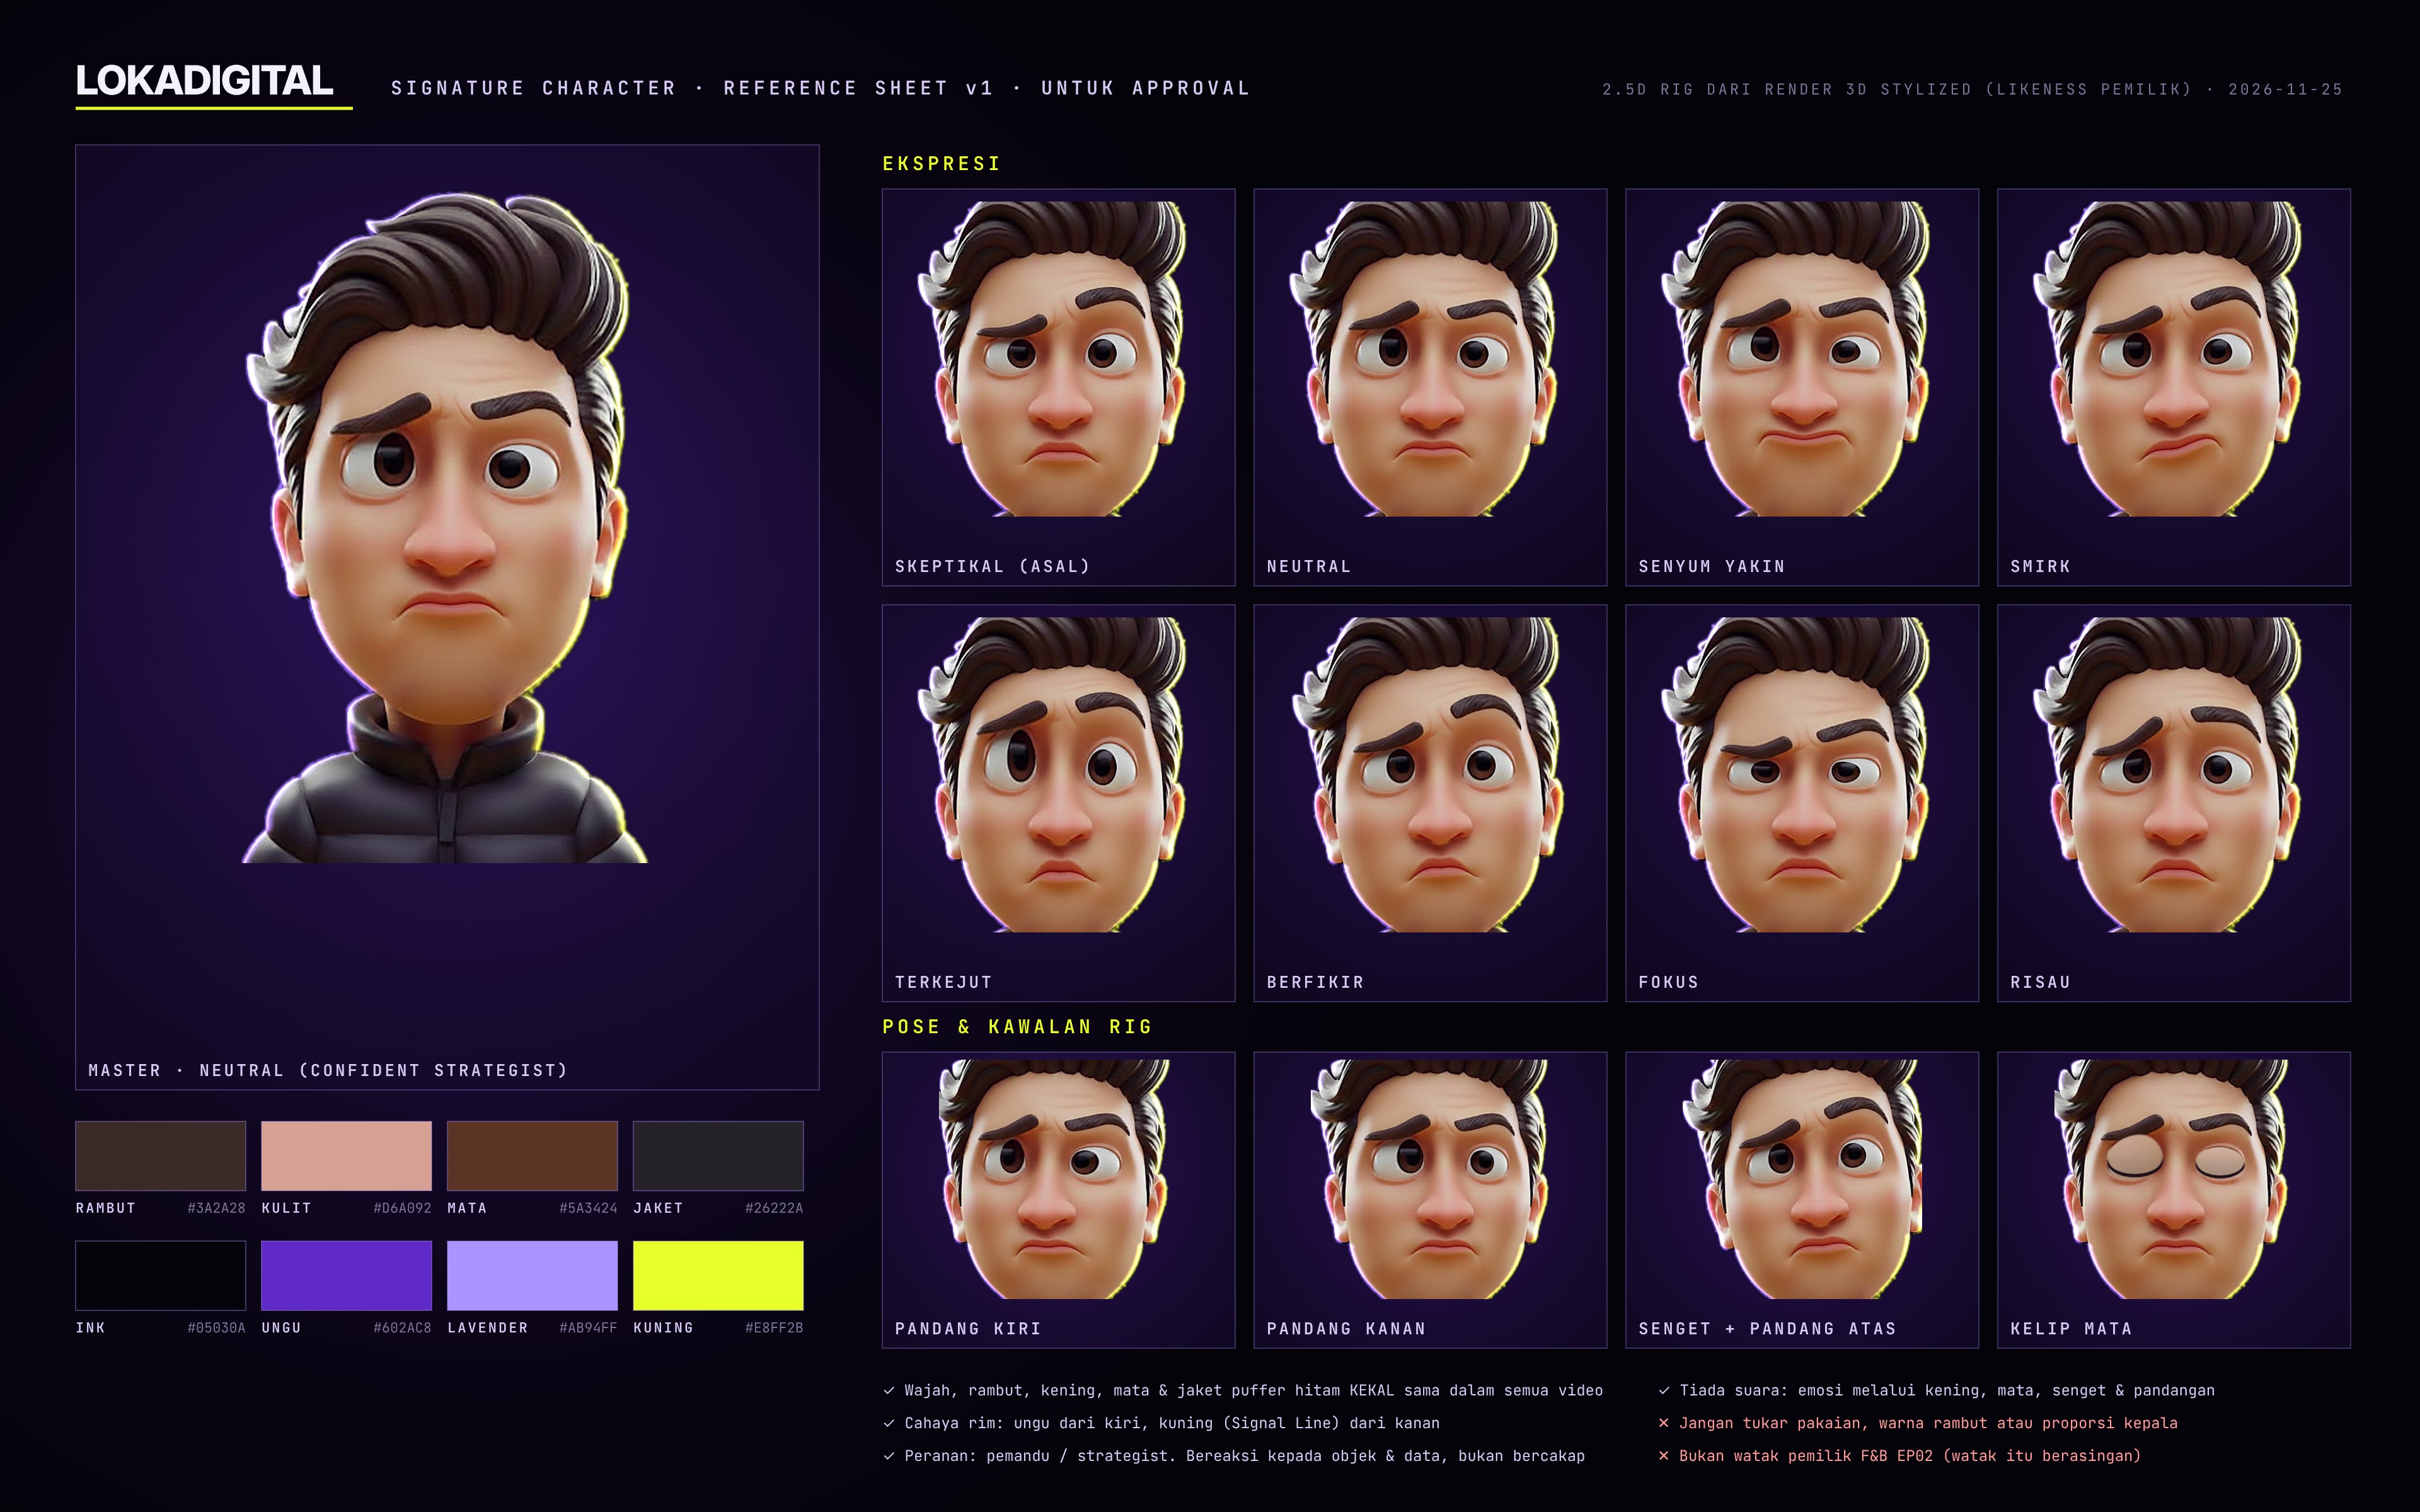 LOKADIGITAL
SIGNATURE CHARACTER · REFERENCE SHEET v1 · UNTUK APPROVAL
2.5D RIG DARI RENDER 3D STYLIZED (LIKENESS PEMILIK) · 2026-11-25
MASTER · NEUTRAL (CONFIDENT STRATEGIST)
RAMBUT #3A2A28 KULIT #D6A092 MATA #5A3424 JAKET #26222A
INK #05030A UNGU #602AC8 LAVENDER #AB94FF KUNING #E8FF2B
EKSPRESI
SKEPTIKAL (ASAL) NEUTRAL SENYUM YAKIN SMIRK
TERKEJUT BERFIKIR FOKUS RISAU
POSE & KAWALAN RIG
PANDANG KIRI PANDANG KANAN SENGET + PANDANG ATAS KELIP MATA
✓ Wajah, rambut, kening, mata & jaket puffer hitam KEKAL sama dalam semua video
✓ Cahaya rim: ungu dari kiri, kuning (Signal Line) dari kanan
✓ Peranan: pemandu / strategist. Bereaksi kepada objek & data, bukan bercakap
✓ Tiada suara: emosi melalui kening, mata, senget & pandangan
✕ Jangan tukar pakaian, warna rambut atau proporsi kepala
✕ Bukan watak pemilik F&B EP02 (watak itu berasingan)